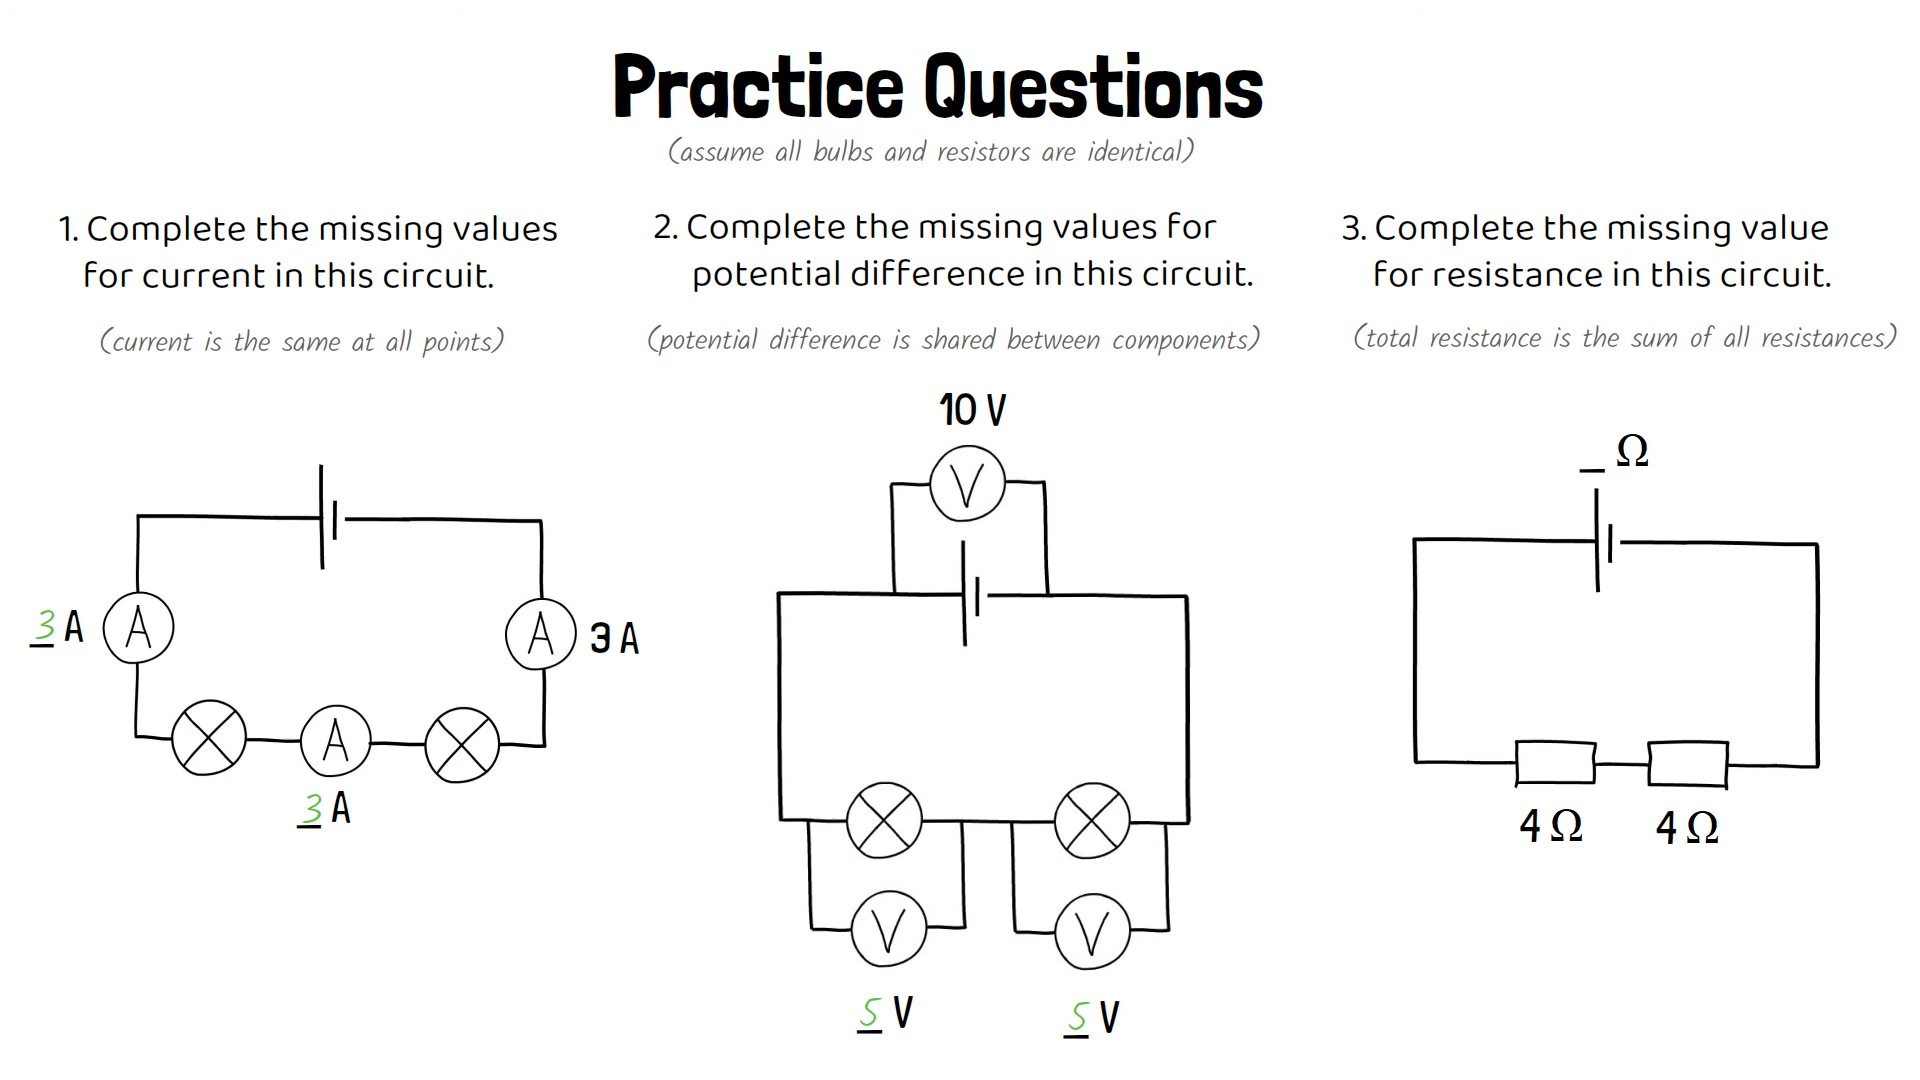 Practice Questions
(assume all bulbs and resistors are identical)
1. Complete the missing values
for current in this circuit.
(current is the same at all points)
3 A
A
A
3 A
A
3 A
2. Complete the missing values for
potential difference in this circuit.
(potential difference is shared between components)
10 V
V
V
V
5 V
5 V
3. Complete the missing value
for resistance in this circuit.
(total resistance is the sum of all resistances)
_ Ω
4 Ω
4 Ω